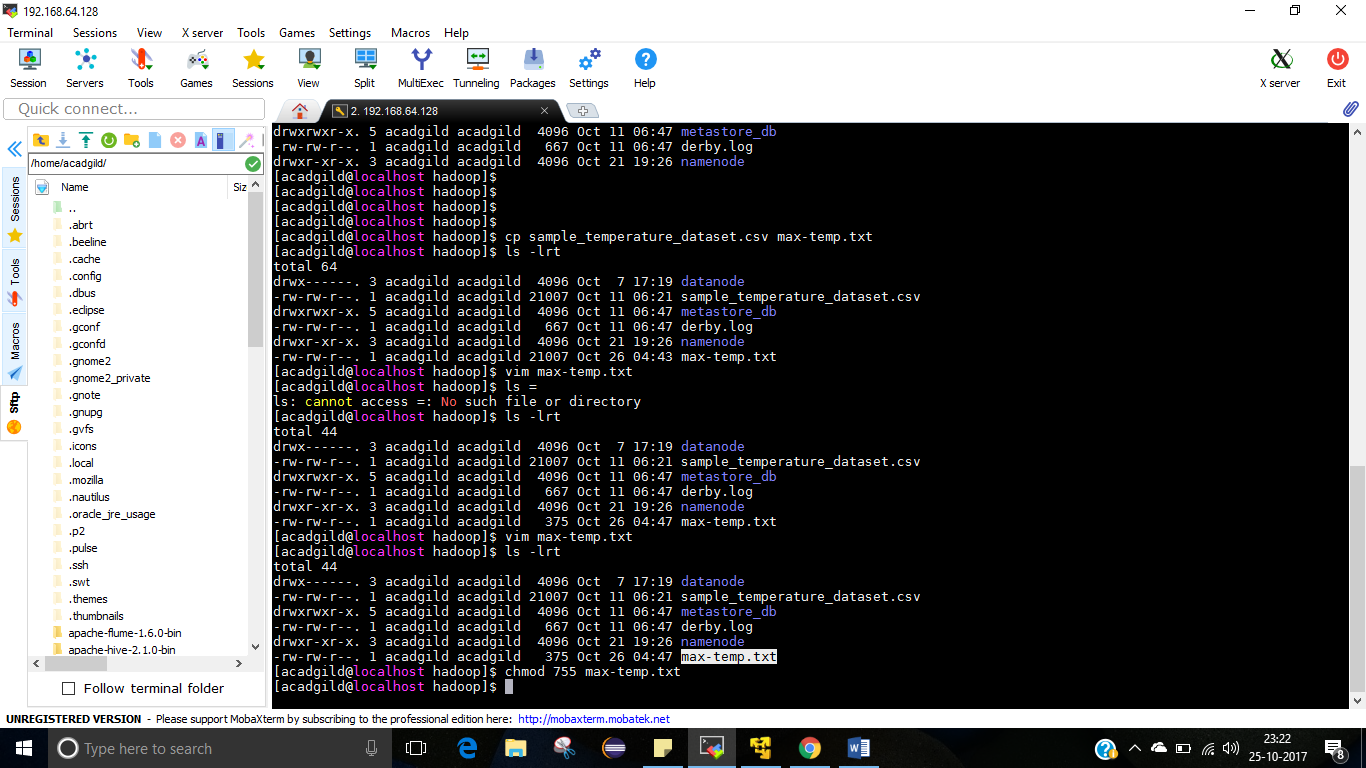 192.168.64.128
Terminal Sessions View X server Tools Games Settings Macros Help
Session Servers Tools Games Sessions View Split MultiExec Tunneling Packages Settings Help X server Exit
Quick connect...
2. 192.168.64.128
/home/acadgild/
Name Siz
..
.abrt
.beeline
.cache
.config
.dbus
.eclipse
.gconf
.gconfd
.gnome2
.gnome2_private
.gnote
.gnupg
.gvfs
.icons
.local
.mozilla
.nautilus
.oracle_jre_usage
.p2
.pulse
.ssh
.swt
.themes
.thumbnails
apache-flume-1.6.0-bin
apache-hive-2.1.0-bin
Follow terminal folder
Sessions
Tools
Macros
Sftp
drwxrwxr-x. 5 acadgild acadgild  4096 Oct 11 06:47 metastore_db
-rw-rw-r--. 1 acadgild acadgild   667 Oct 11 06:47 derby.log
drwxr-xr-x. 3 acadgild acadgild  4096 Oct 21 19:26 namenode
[acadgild@localhost hadoop]$
[acadgild@localhost hadoop]$
[acadgild@localhost hadoop]$
[acadgild@localhost hadoop]$
[acadgild@localhost hadoop]$ cp sample_temperature_dataset.csv max-temp.txt
[acadgild@localhost hadoop]$ ls -lrt
total 64
drwx------. 3 acadgild acadgild  4096 Oct  7 17:19 datanode
-rw-rw-r--. 1 acadgild acadgild 21007 Oct 11 06:21 sample_temperature_dataset.csv
drwxrwxr-x. 5 acadgild acadgild  4096 Oct 11 06:47 metastore_db
-rw-rw-r--. 1 acadgild acadgild   667 Oct 11 06:47 derby.log
drwxr-xr-x. 3 acadgild acadgild  4096 Oct 21 19:26 namenode
-rw-rw-r--. 1 acadgild acadgild 21007 Oct 26 04:43 max-temp.txt
[acadgild@localhost hadoop]$ vim max-temp.txt
[acadgild@localhost hadoop]$ ls =
ls: cannot access =: No such file or directory
[acadgild@localhost hadoop]$ ls -lrt
total 44
drwx------. 3 acadgild acadgild  4096 Oct  7 17:19 datanode
-rw-rw-r--. 1 acadgild acadgild 21007 Oct 11 06:21 sample_temperature_dataset.csv
drwxrwxr-x. 5 acadgild acadgild  4096 Oct 11 06:47 metastore_db
-rw-rw-r--. 1 acadgild acadgild   667 Oct 11 06:47 derby.log
drwxr-xr-x. 3 acadgild acadgild  4096 Oct 21 19:26 namenode
-rw-rw-r--. 1 acadgild acadgild   375 Oct 26 04:47 max-temp.txt
[acadgild@localhost hadoop]$ vim max-temp.txt
[acadgild@localhost hadoop]$ ls -lrt
total 44
drwx------. 3 acadgild acadgild  4096 Oct  7 17:19 datanode
-rw-rw-r--. 1 acadgild acadgild 21007 Oct 11 06:21 sample_temperature_dataset.csv
drwxrwxr-x. 5 acadgild acadgild  4096 Oct 11 06:47 metastore_db
-rw-rw-r--. 1 acadgild acadgild   667 Oct 11 06:47 derby.log
drwxr-xr-x. 3 acadgild acadgild  4096 Oct 21 19:26 namenode
-rw-rw-r--. 1 acadgild acadgild   375 Oct 26 04:47 max-temp.txt
[acadgild@localhost hadoop]$ chmod 755 max-temp.txt
[acadgild@localhost hadoop]$
UNREGISTERED VERSION - Please support MobaXterm by subscribing to the professional edition here: http://mobaxterm.mobatek.net
Type here to search
23:22
25-10-2017
8